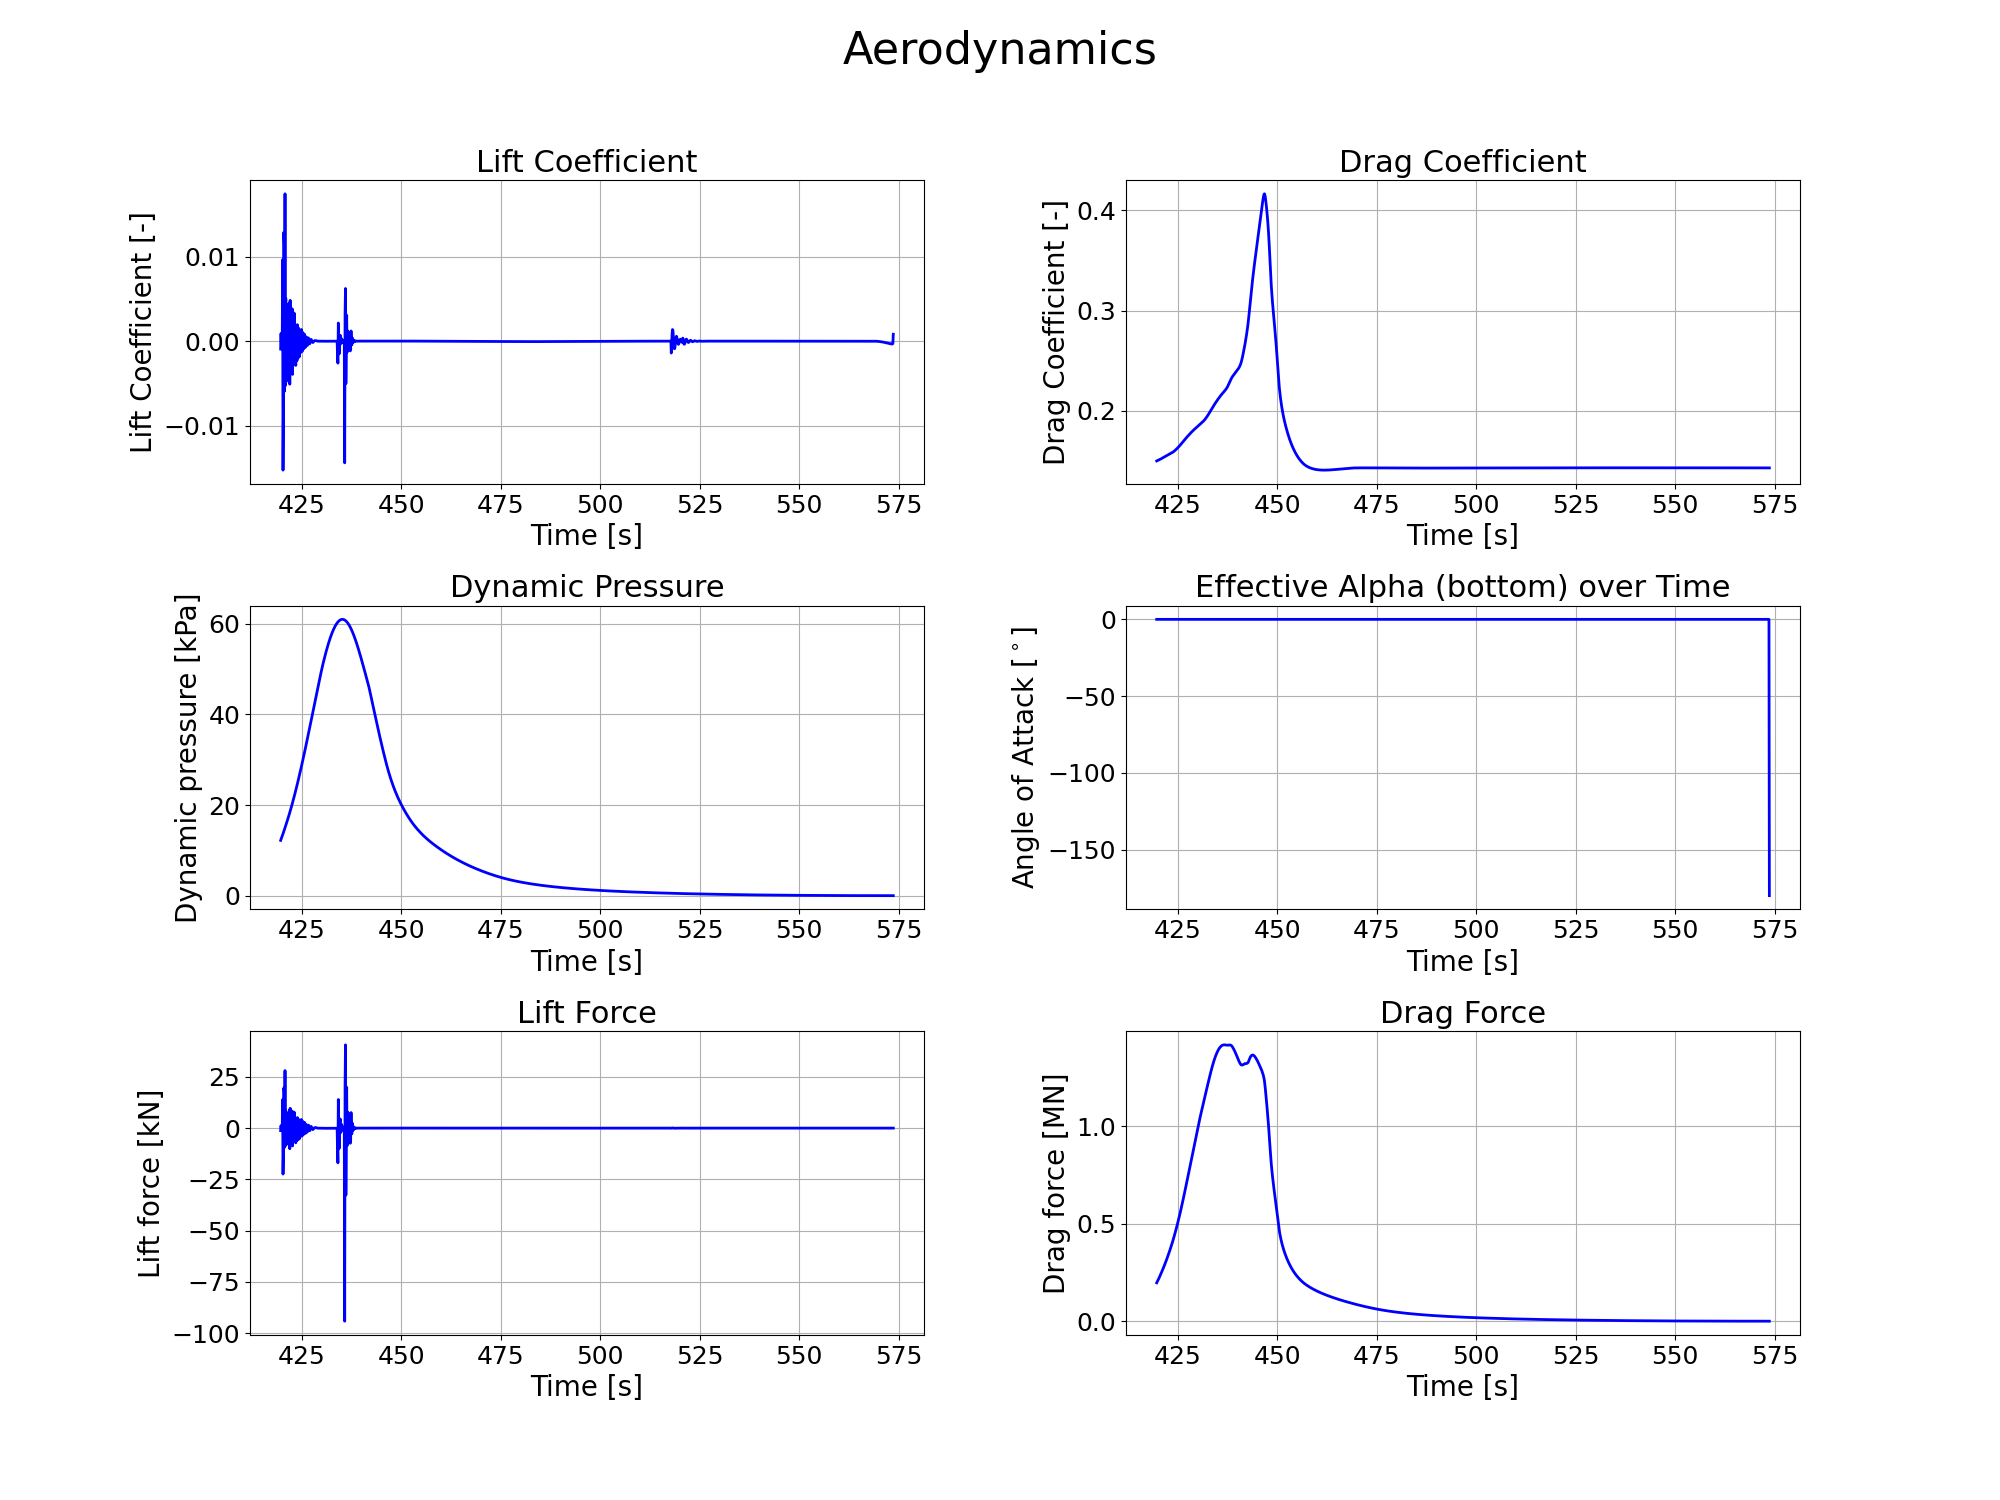 Aerodynamics
Lift Coefficient
Lift Coefficient [-]
0.01
0.00
−0.01
425 450 475 500 525 550 575
Time [s]
Drag Coefficient
Drag Coefficient [-]
0.4
0.3
0.2
425 450 475 500 525 550 575
Time [s]
Dynamic Pressure
Dynamic pressure [kPa]
60
40
20
0
425 450 475 500 525 550 575
Time [s]
Effective Alpha (bottom) over Time
Angle of Attack [°]
0
−50
−100
−150
425 450 475 500 525 550 575
Time [s]
Lift Force
Lift force [kN]
25
0
−25
−50
−75
−100
425 450 475 500 525 550 575
Time [s]
Drag Force
Drag force [MN]
1.0
0.5
0.0
425 450 475 500 525 550 575
Time [s]